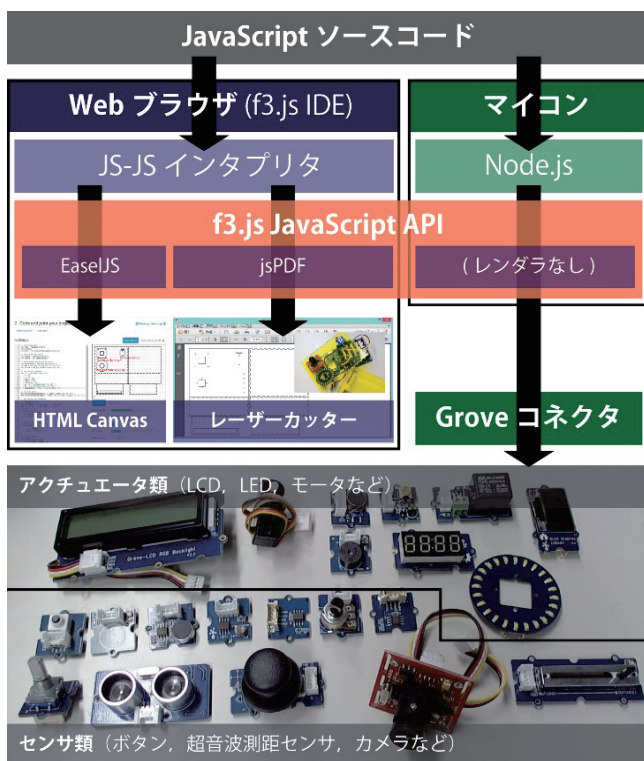 JavaScript ソースコード
Web ブラウザ (f3.js IDE)
マイコン
JS-JS インタプリタ
Node.js
f3.js JavaScript API
EaselJS
jsPDF
( レンダラなし )
HTML Canvas
レーザーカッター
Grove コネクタ
アクチュエータ類（LCD，LED，モータなど）
Grove-LCD RGB Backlight
センサ類（ボタン，超音波測距センサ，カメラなど）